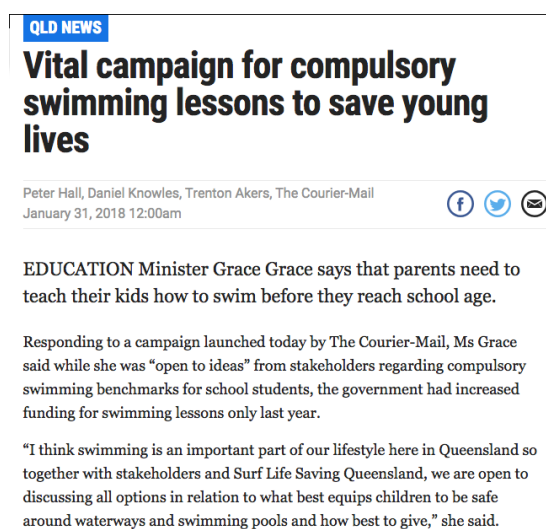 QLD NEWS
Vital campaign for compulsory
swimming lessons to save young
lives
Peter Hall, Daniel Knowles, Trenton Akers, The Courier-Mail
January 31, 2018 12:00am
EDUCATION Minister Grace Grace says that parents need to
teach their kids how to swim before they reach school age.
Responding to a campaign launched today by The Courier-Mail, Ms Grace
said while she was “open to ideas” from stakeholders regarding compulsory
swimming benchmarks for school students, the government had increased
funding for swimming lessons only last year.
“I think swimming is an important part of our lifestyle here in Queensland so
together with stakeholders and Surf Life Saving Queensland, we are open to
discussing all options in relation to what best equips children to be safe
around waterways and swimming pools and how best to give,” she said.